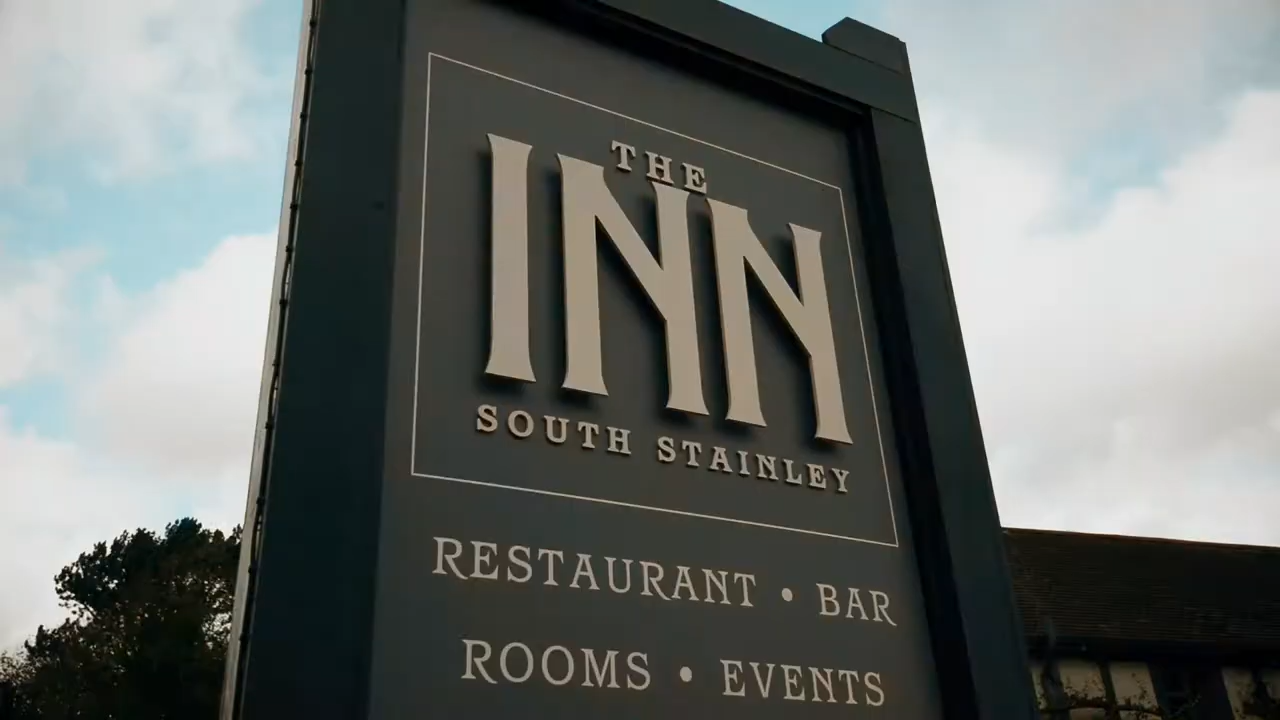 THE
INN
SOUTH STAINLEY
RESTAURANT • BAR
ROOMS • EVENTS